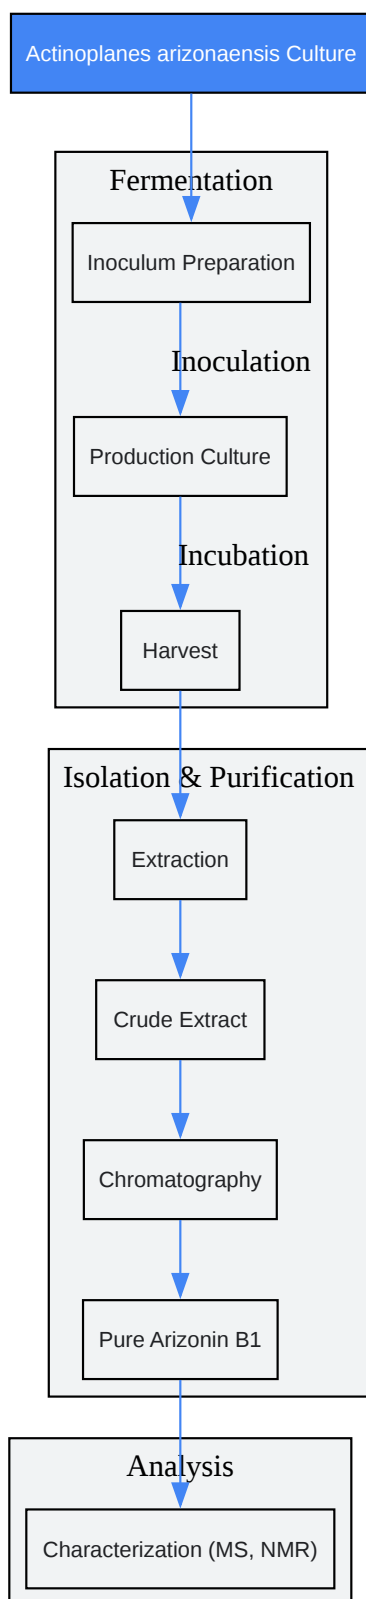 Actinoplanes arizonaensis Culture
Fermentation
Inoculum Preparation
Inoculation
Production Culture
Incubation
Harvest
Isolation & Purification
Extraction
Crude Extract
Chromatography
Pure Arizonin B1
Analysis
Characterization (MS, NMR)